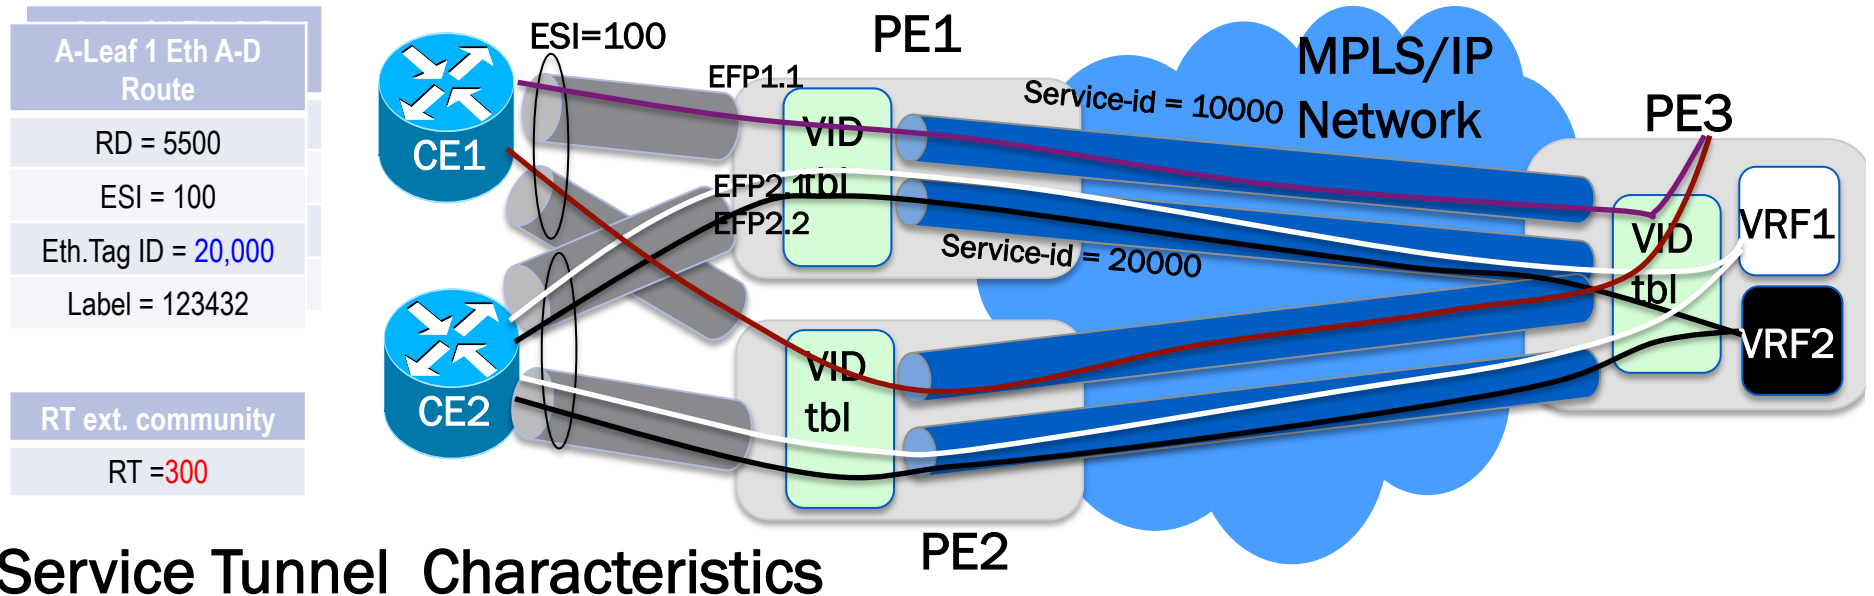 A-Leaf 1 Eth A-D
Route
RD = 5500
ESI = 100
Eth.Tag ID = 20,000
Label = 123432
RT ext. community
RT =300
ESI=100
PE1
MPLS/IP
Network
EFP1.1
Service-id = 10000
PE3
CE1
VID
tbl
EFP2.1
EFP2.2
Service-id = 20000
VID
tbl
VRF1
VRF2
CE2
VID
tbl
PE2
Service Tunnel Characteristics